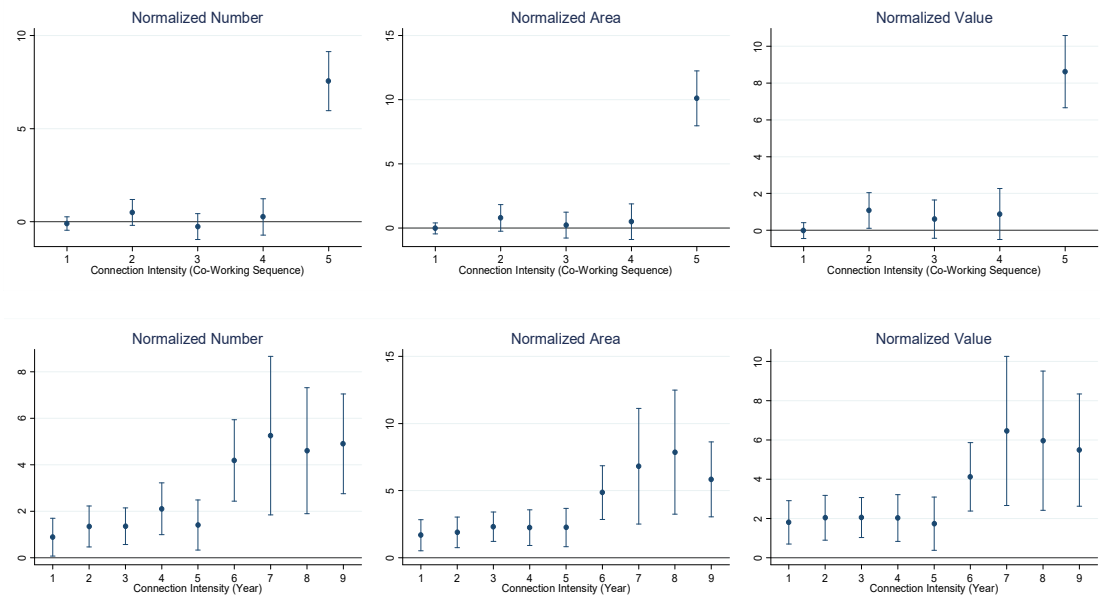 Normalized Number
10
5
0
1 2 3 4 5
Connection Intensity (Co-Working Sequence)
Normalized Area
15
10
5
0
1 2 3 4 5
Connection Intensity (Co-Working Sequence)
Normalized Value
10
8
6
4
2
0
1 2 3 4 5
Connection Intensity (Co-Working Sequence)
Normalized Number
8
6
4
2
0
1 2 3 4 5 6 7 8 9
Connection Intensity (Year)
Normalized Area
15
10
5
0
1 2 3 4 5 6 7 8 9
Connection Intensity (Year)
Normalized Value
10
8
6
4
2
0
1 2 3 4 5 6 7 8 9
Connection Intensity (Year)